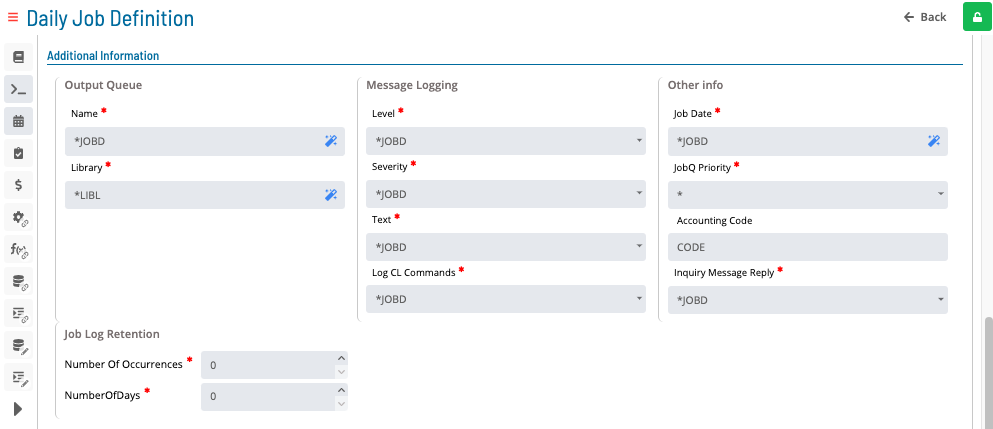 Daily Job Definition
Back
Additional Information
Output Queue
Name *
*JOBD
Library *
*LIBL
Message Logging
Level *
*JOBD
Severity *
*JOBD
Text *
*JOBD
Log CL Commands *
*JOBD
Other info
Job Date *
*JOBD
JobQ Priority *
*
Accounting Code
CODE
Inquiry Message Reply *
*JOBD
Job Log Retention
Number Of Occurrences *
0
NumberOfDays *
0
$
f(x)